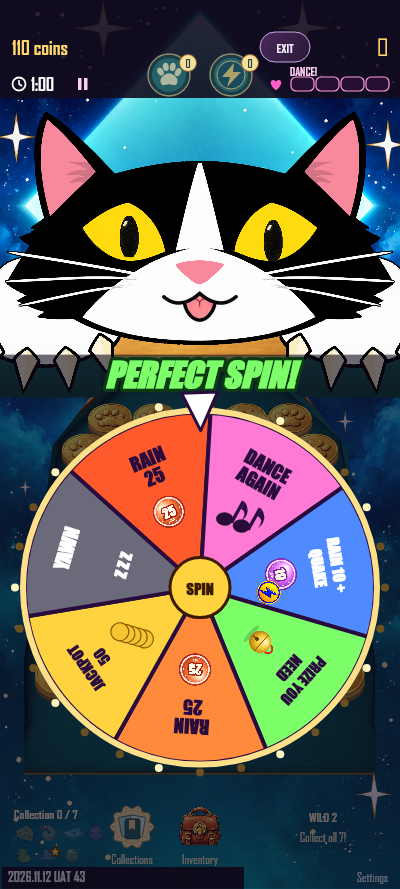 110 coins
EXIT
0
0
1:00
DANCE!
PERFECT SPIN!
RAIN
25
25
DANCE
AGAIN
RAIN 10 +
QUAKE
10
PRIZE YOU
NEED
RAIN
25
25
JACKPOT
50
HAHA
ZZZ
SPIN
Collection 0 / 7
WILD 2
Collect all 7!
Collections
Inventory
2026.11.12 UAT 43
Settings